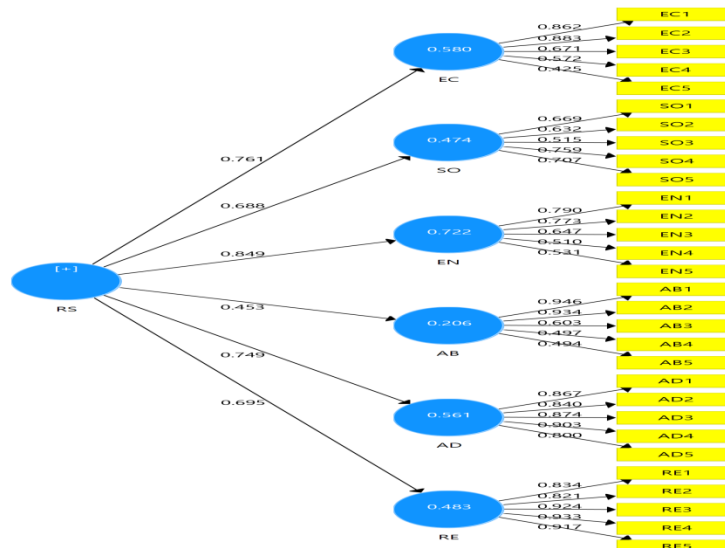 EC1
0.862
EC2
0.883
0.580
0.671
EC3
0.572
EC4
0.425
EC
EC5
SO1
0.669
SO2
0.632
0.474
0.515
SO3
0.759
SO4
0.707
SO
SO5
0.761
0.688
EN1
0.790
EN2
0.773
0.722
0.647
EN3
0.849
0.510
EN4
0.531
EN
EN5
[+]
RS
0.453
AB1
0.946
AB2
0.934
0.206
0.603
AB3
0.497
AB4
0.494
AB
AB5
0.749
0.695
AD1
0.867
AD2
0.840
0.561
0.874
AD3
0.903
AD4
0.800
AD
AD5
RE1
0.834
RE2
0.821
0.483
0.924
RE3
0.933
RE4
0.917
RE
RE5